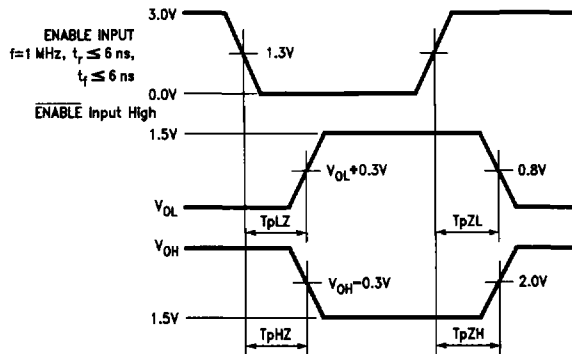 3.0V
ENABLE INPUT
f=1 MHz, tr ≤ 6 ns,
tf ≤ 6 ns
1.3V
0.0V
E̅N̅A̅B̅L̅E̅ Input High
1.5V
VOL+0.3V
0.8V
VOL
TpLZ
TpZL
VOH
VOH−0.3V
2.0V
1.5V
TpHZ
TpZH